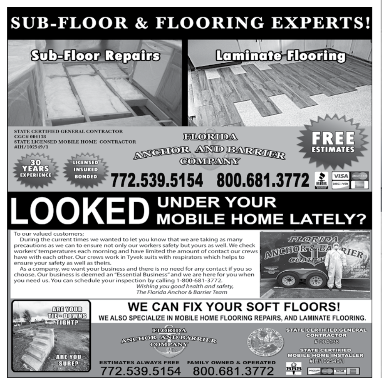 SUB-FLOOR & FLOORING EXPERTS!
Sub-Floor Repairs
Laminate Flooring
STATE CERTIFIED GENERAL CONTRACTOR
STATE LICENSED MOBILE HOME CONTRACTOR
30
YEARS
EXPERIENCE
LICENSED
INSURED
BONDED
FLORIDA
ANCHOR AND BARRIER
COMPANY
FREE
ESTIMATES
VISA
772.539.5154 800.681.3772
LOOKED UNDER YOUR
MOBILE HOME LATELY?
To our valued customers;
During the current times we wanted to let you know that we are taking as many
precautions as we can to ensure not only our workers safety but yours as well. We check
workers temperatures each morning and have limited the amount of contact our crews
have with each other. Our crews work in Tyvek suits with respirators which helps to
ensure your safety as well as theirs.
As a company, we want your business and there is no need for any contact if you so
choose. Our business is deemed an "Essential Business" and we are here for you when
you need us. You can schedule your inspection by calling 1-800-681-3772.
Wishing you good health and safety,
The Florida Anchor & Barrier Team
FLORIDA
ANCHOR & BARRIER
ARE YOUR
TIE-DOWNS
TIGHT?
ARE YOU
SURE?
WE CAN FIX YOUR SOFT FLOORS!
WE ALSO SPECIALIZE IN MOBILE HOME FLOORING REPAIRS, AND LAMINATE FLOORING.
FLORIDA
ANCHOR AND BARRIER
COMPANY
STATE CERTIFIED GENERAL
CONTRACTOR
STATE CERTIFIED
MOBILE HOME INSTALLER
ESTIMATES ALWAYS FREE FAMILY OWNED & OPERATED
772.539.5154 800.681.3772